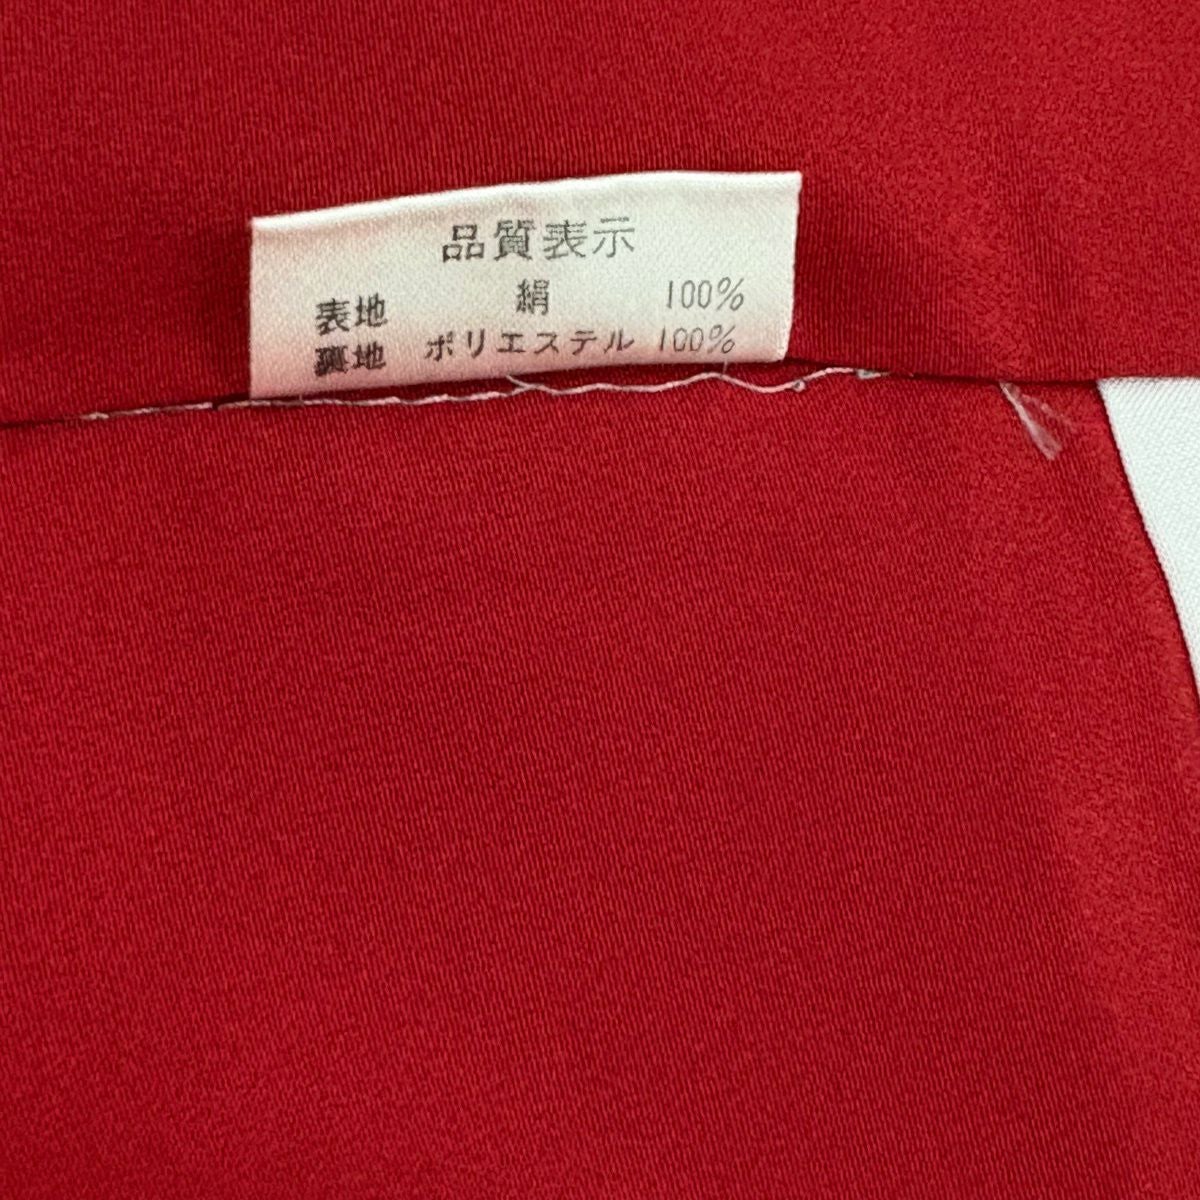 品質表示
表地 絹 100%
裏地 ポリエステル 100%